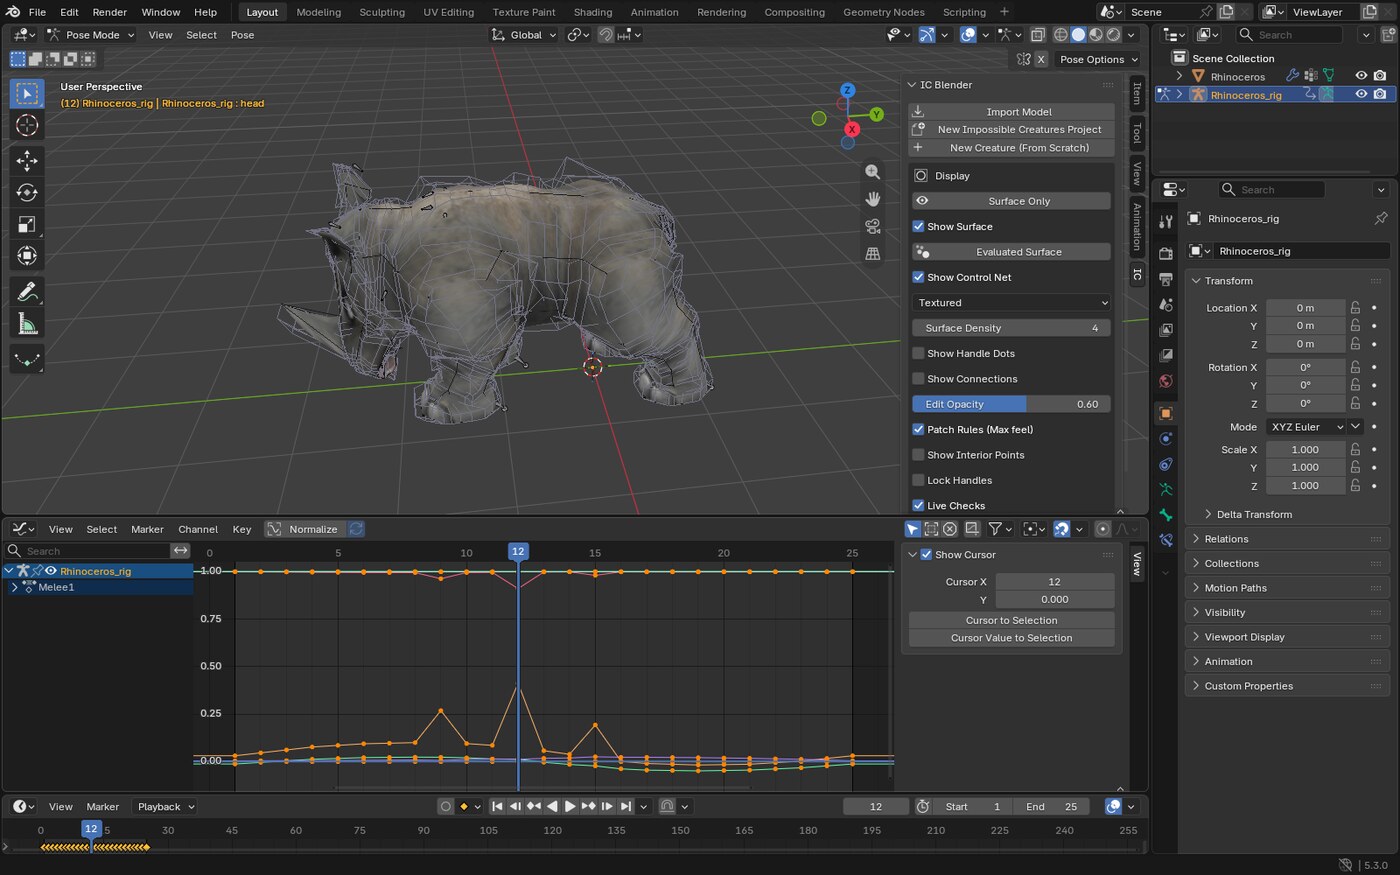 File Edit Render Window Help Layout Modeling Sculpting UV Editing Texture Paint Shading Animation Rendering Compositing Geometry Nodes Scripting + Scene ViewLayer
Pose Mode View Select Pose Global Search
X Pose Options
User Perspective
(12) Rhinoceros_rig | Rhinoceros_rig : head
Z
Y
X
IC Blender
Import Model
New Impossible Creatures Project
New Creature (From Scratch)
Display
Surface Only
Show Surface
Evaluated Surface
Show Control Net
Textured
Surface Density 4
Show Handle Dots
Show Connections
Edit Opacity 0.60
Patch Rules (Max feel)
Show Interior Points
Lock Handles
Live Checks
Item
Tool
View
Animation
IC
Scene Collection
Rhinoceros
Rhinoceros_rig
Search
Rhinoceros_rig
Rhinoceros_rig
Transform
Location X 0 m
Y 0 m
Z 0 m
Rotation X 0°
Y 0°
Z 0°
Mode XYZ Euler
Scale X 1.000
Y 1.000
Z 1.000
Delta Transform
Relations
Collections
Motion Paths
Visibility
Viewport Display
Animation
Custom Properties
View Select Marker Channel Key Normalize
Search
Rhinoceros_rig
Melee1
0 5 10 12 15 20 25
1.00
0.75
0.50
0.25
0.00
Show Cursor
Cursor X 12
Y 0.000
Cursor to Selection
Cursor Value to Selection
View
View Marker Playback 12 Start 1 End 25
0 12 5 30 45 60 75 90 105 120 135 150 165 180 195 210 225 240 255
5.3.0